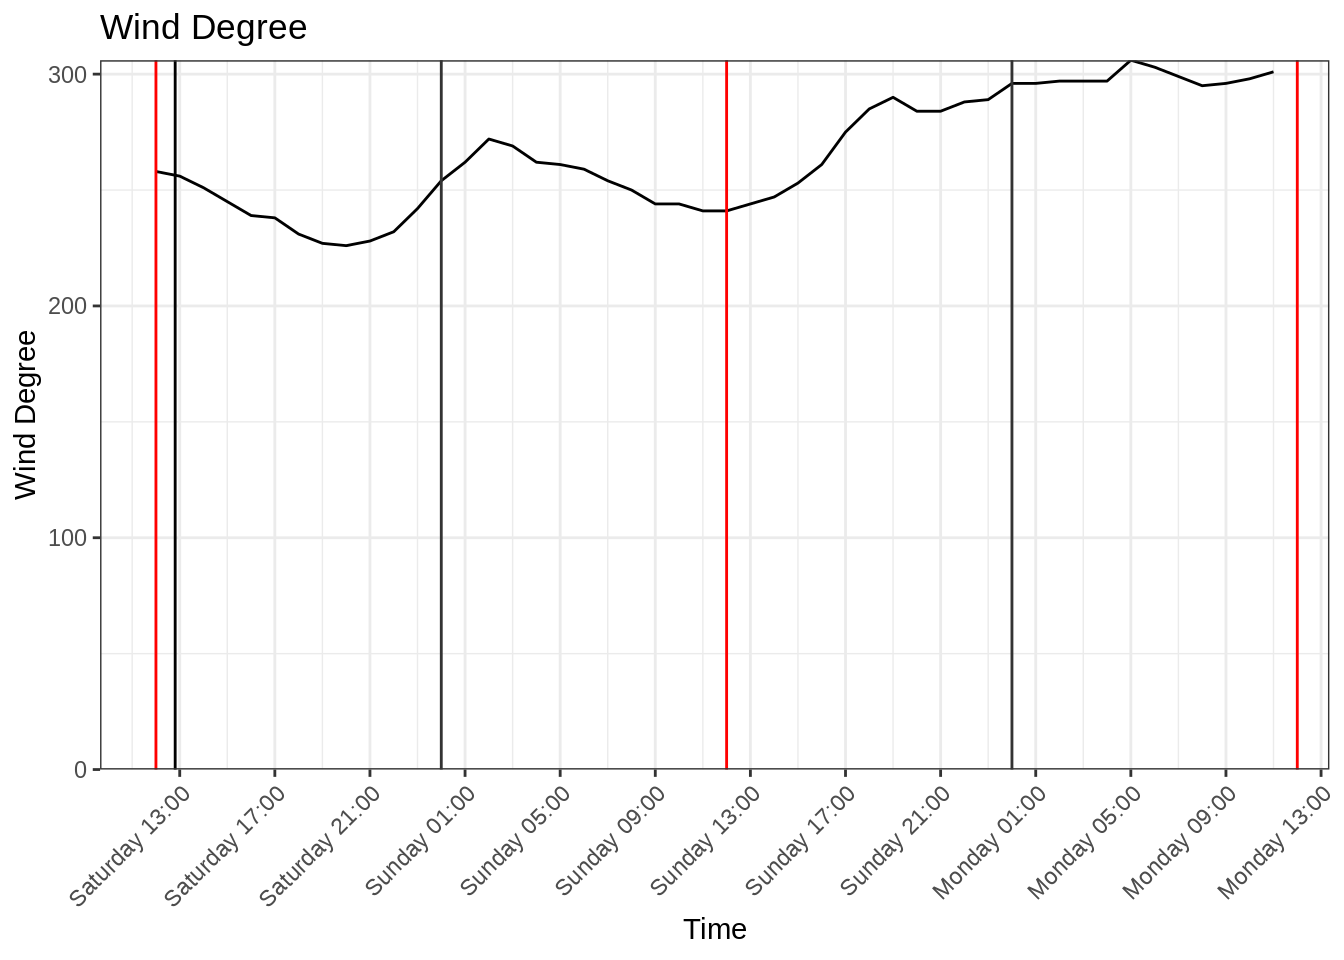 Wind Degree
300
200
100
0
Wind Degree
Saturday 13:00
Saturday 17:00
Saturday 21:00
Sunday 01:00
Sunday 05:00
Sunday 09:00
Sunday 13:00
Sunday 17:00
Sunday 21:00
Monday 01:00
Monday 05:00
Monday 09:00
Monday 13:00
Time